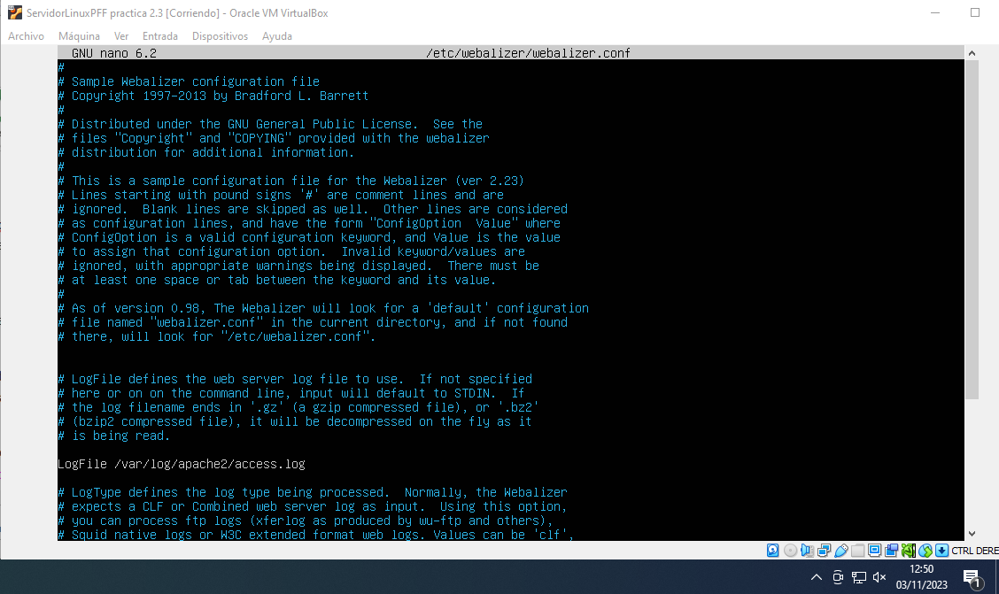 ServidorLinuxPFF practica 2.3 [Corriendo] - Oracle VM VirtualBox
Archivo Máquina Ver Entrada Dispositivos Ayuda
GNU nano 6.2 /etc/webalizer/webalizer.conf
#
# Sample Webalizer configuration file
# Copyright 1997-2013 by Bradford L. Barrett
#
# Distributed under the GNU General Public License.  See the
# files "Copyright" and "COPYING" provided with the webalizer
# distribution for additional information.
#
# This is a sample configuration file for the Webalizer (ver 2.23)
# Lines starting with pound signs '#' are comment lines and are
# ignored.  Blank lines are skipped as well.  Other lines are considered
# as configuration lines, and have the form "ConfigOption  Value" where
# ConfigOption is a valid configuration keyword, and Value is the value
# to assign that configuration option.  Invalid keyword/values are
# ignored, with appropriate warnings being displayed.  There must be
# at least one space or tab between the keyword and its value.
#
# As of version 0.98, The Webalizer will look for a 'default' configuration
# file named "webalizer.conf" in the current directory, and if not found
# there, will look for "/etc/webalizer.conf".
# LogFile defines the web server log file to use.  If not specified
# here or on on the command line, input will default to STDIN.  If
# the log filename ends in '.gz' (a gzip compressed file), or '.bz2'
# (bzip2 compressed file), it will be decompressed on the fly as it
# is being read.
LogFile /var/log/apache2/access.log
# LogType defines the log type being processed.  Normally, the Webalizer
# expects a CLF or Combined web server log as input.  Using this option,
# you can process ftp logs (xferlog as produced by wu-ftp and others),
# Squid native logs or W3C extended format web logs. Values can be 'clf',
CTRL DERE
12:50
03/11/2023
1